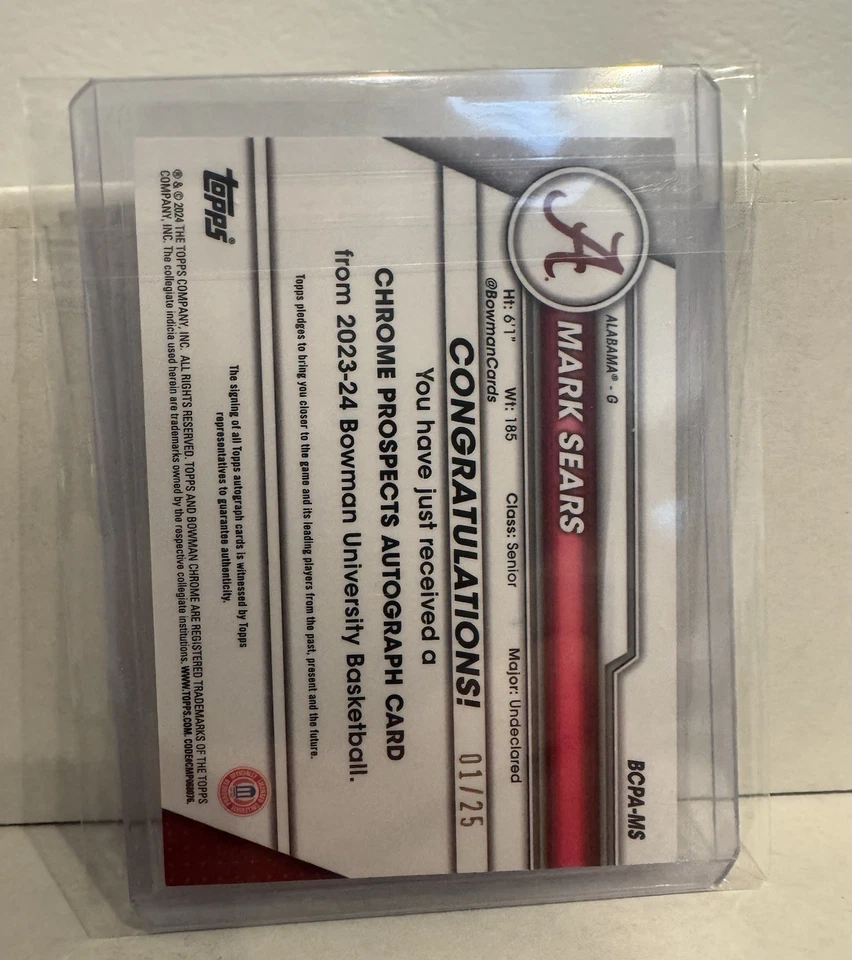 BCPA-MS
ALABAMA® - G
MARK SEARS
Ht: 6'1" Wt: 185 Class: Senior Major: Undeclared
@BowmanCards
CONGRATULATIONS! 01/25
You have just received a
CHROME PROSPECTS AUTOGRAPH CARD
from 2023-24 Bowman University Basketball.
Topps pledges to bring you closer to the game and its leading players from the past, present and the future.
The signing of all Topps autograph cards is witnessed by Topps
representatives to guarantee authenticity.
topps®
® & © 2024 THE TOPPS COMPANY, INC. ALL RIGHTS RESERVED. TOPPS AND BOWMAN CHROME ARE REGISTERED TRADEMARKS OF THE TOPPS
COMPANY, INC. The collegiate indicia used herein are trademarks owned by the respective collegiate institutions. WWW.TOPPS.COM. CODE#CMP060076.